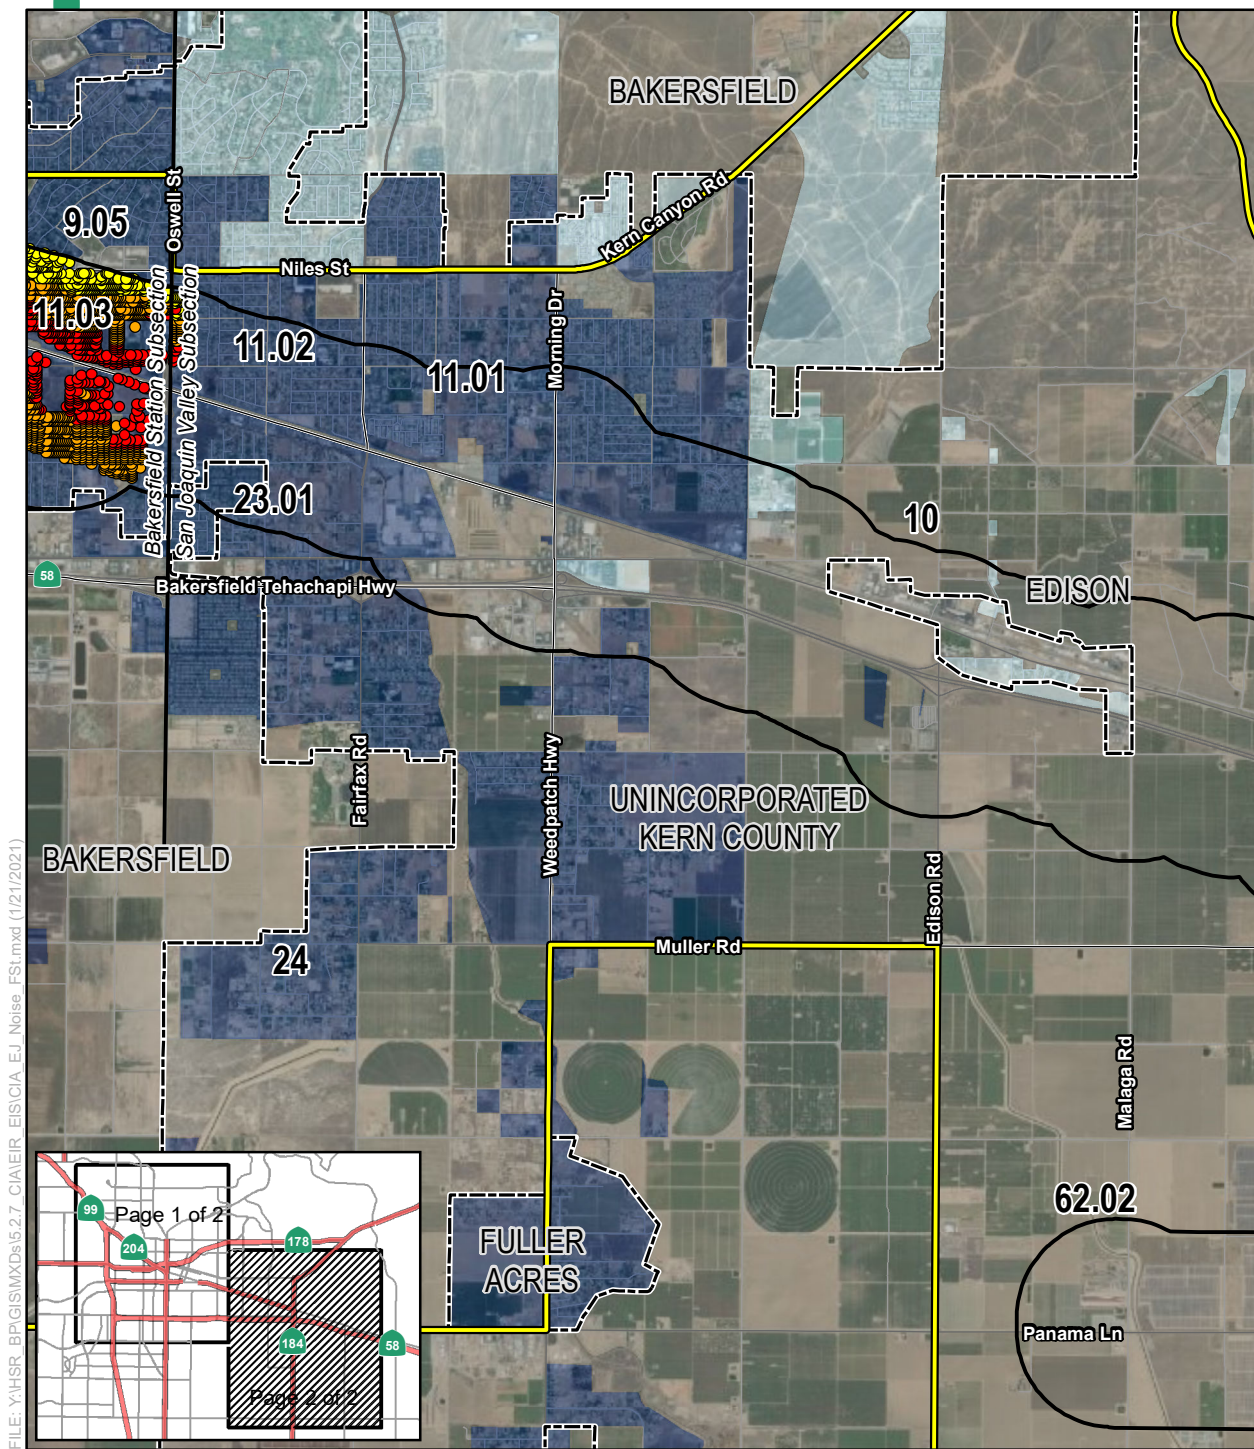 BAKERSFIELD
Oswell St
9.05
Kern Canyon Rd
Niles St
11.03
Bakersfield Station Subsection
San Joaquin Valley Subsection
11.02
11.01
Morning Dr
23.01
10
58
Bakersfield Tehachapi Hwy
EDISON
Fairfax Rd
Weedpatch Hwy
UNINCORPORATED
KERN COUNTY
BAKERSFIELD
Edison Rd
Muller Rd
24
Malaga Rd
62.02
FULLER
ACRES
Panama Ln
99
Page 1 of 2
204
178
184
58
Page 2 of 2
FILE: Y:\HSR_BP\GIS\MXDs\5.2.7_CIA\EIR_EIS\CIA_EJ_Noise_FSI.mxd (1/21/2021)